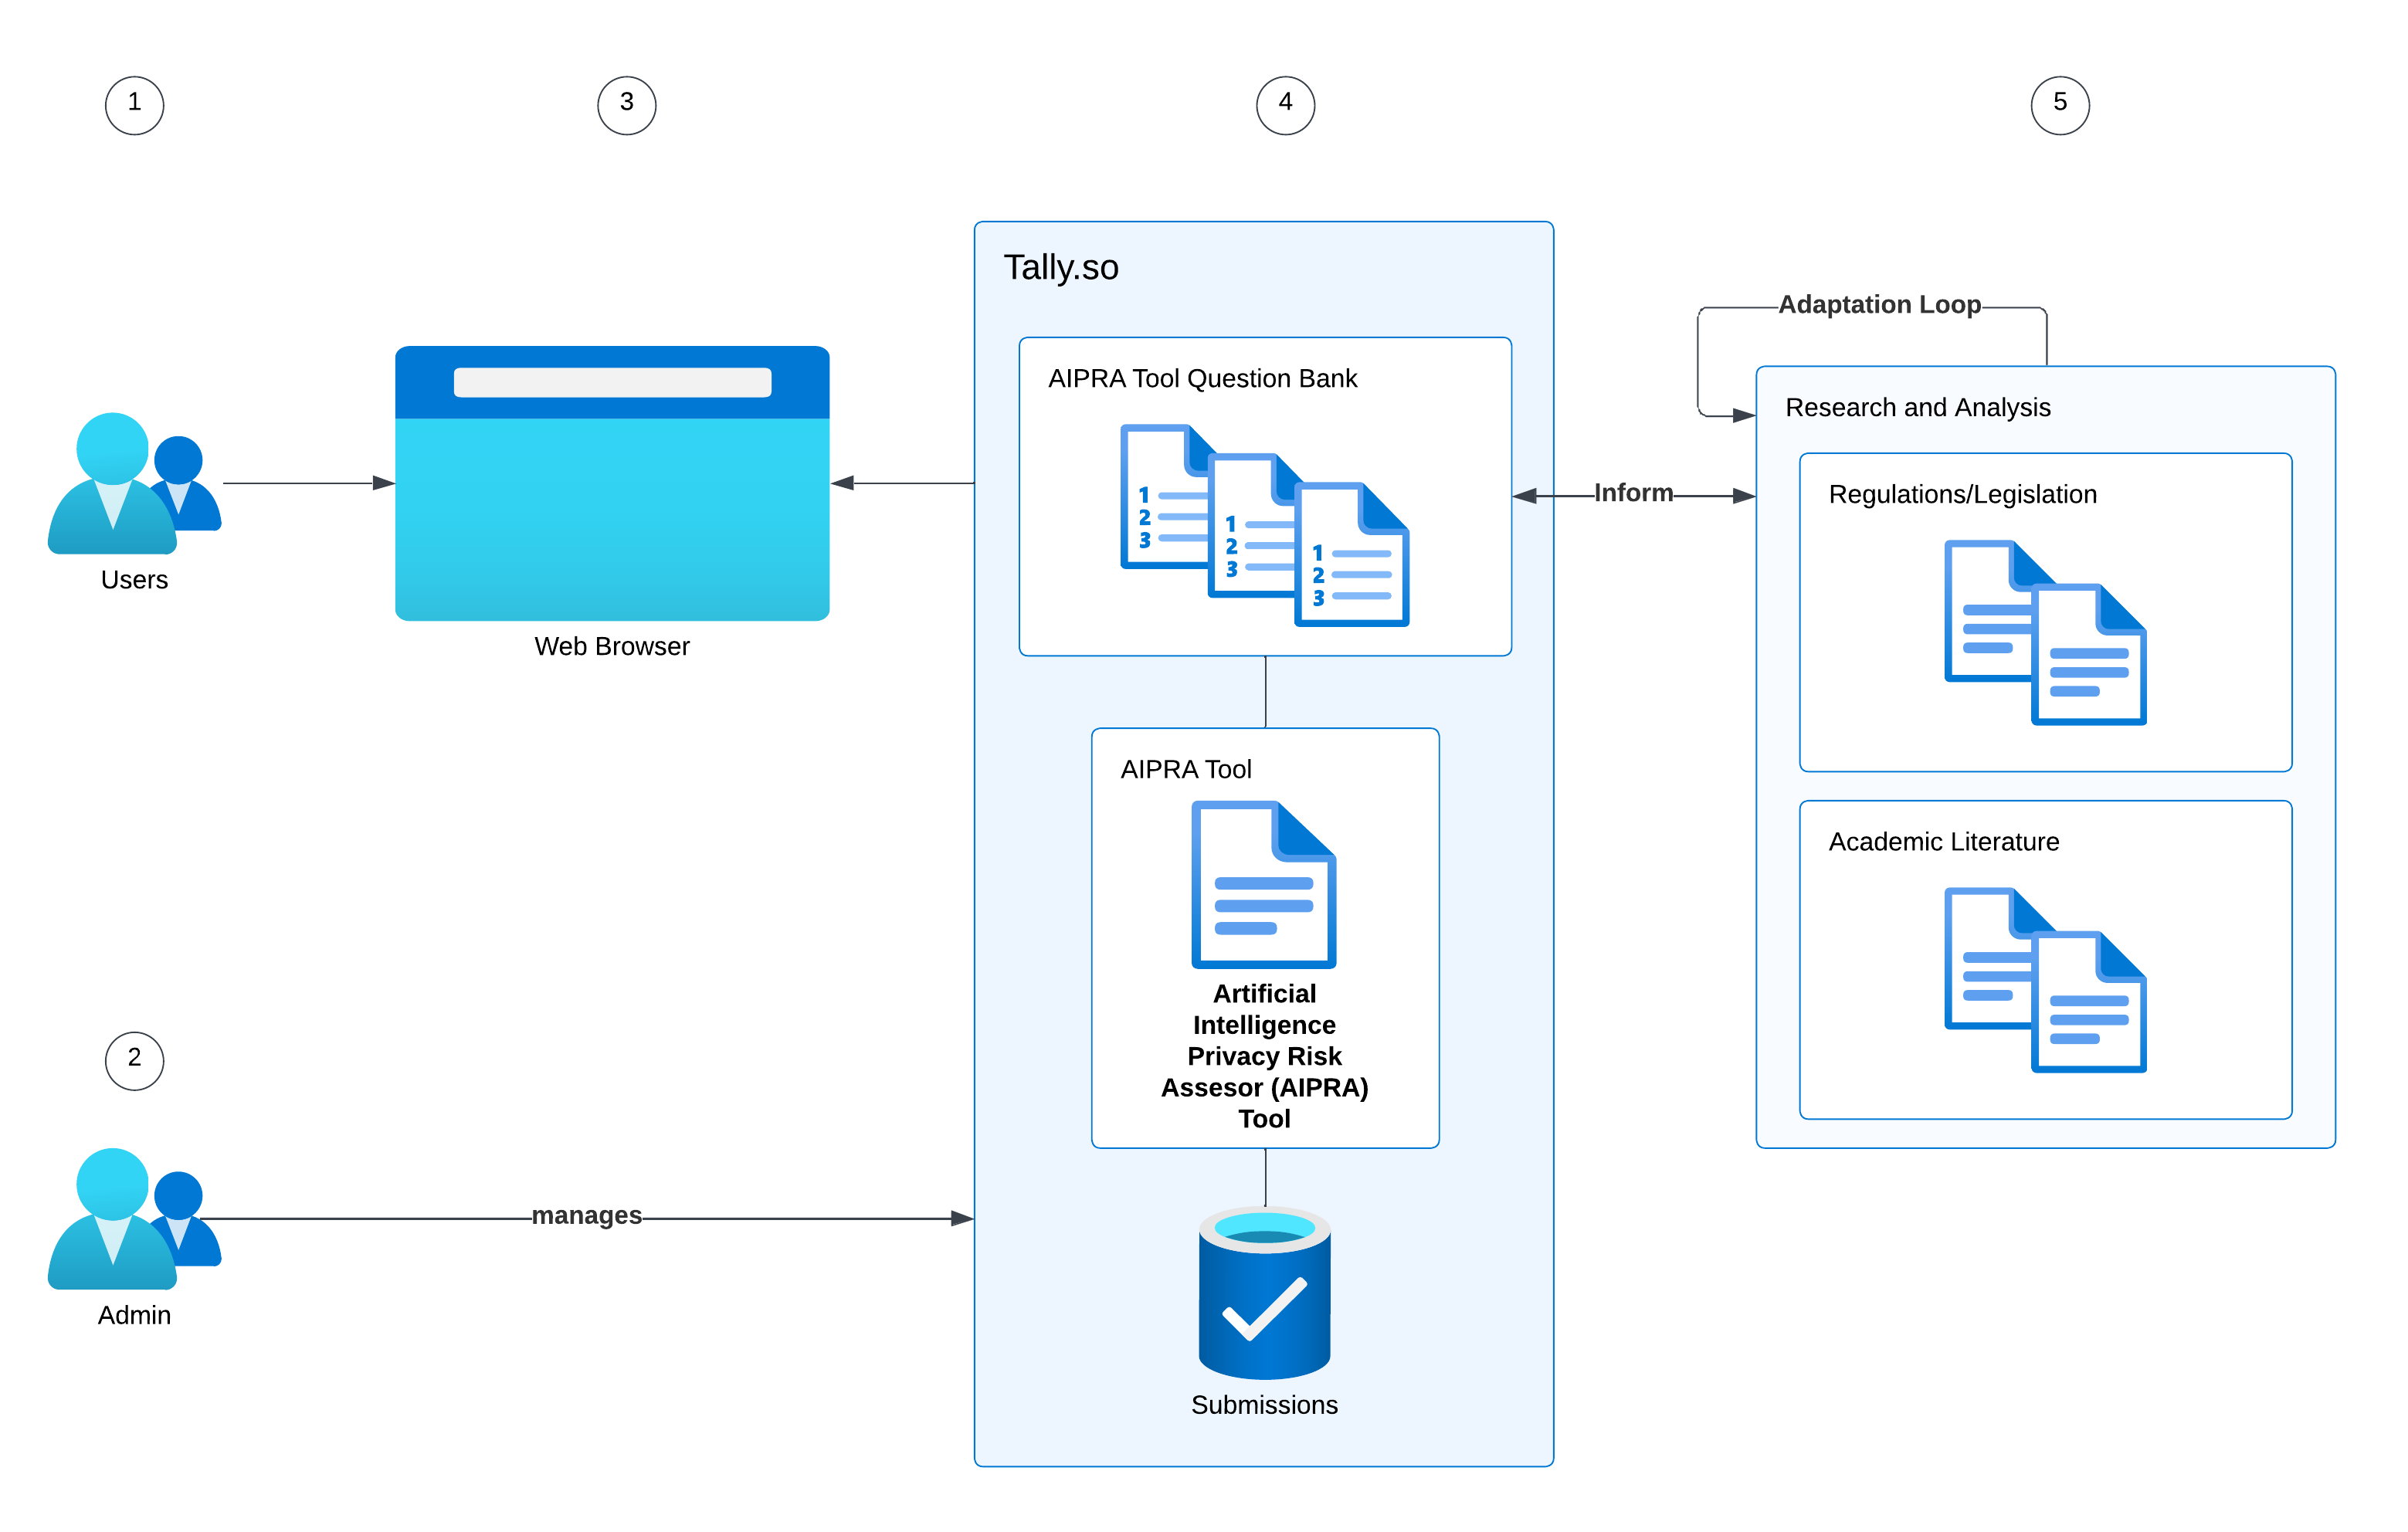 1
3
4
5
Tally.so
Adaptation Loop
AIPRA Tool Question Bank
Research and Analysis
1
2
3
1
2
3
1
2
3
Inform
Regulations/Legislation
Users
Web Browser
AIPRA Tool
Academic Literature
Artificial
Intelligence
Privacy Risk
Assesor (AIPRA)
Tool
2
manages
Admin
Submissions